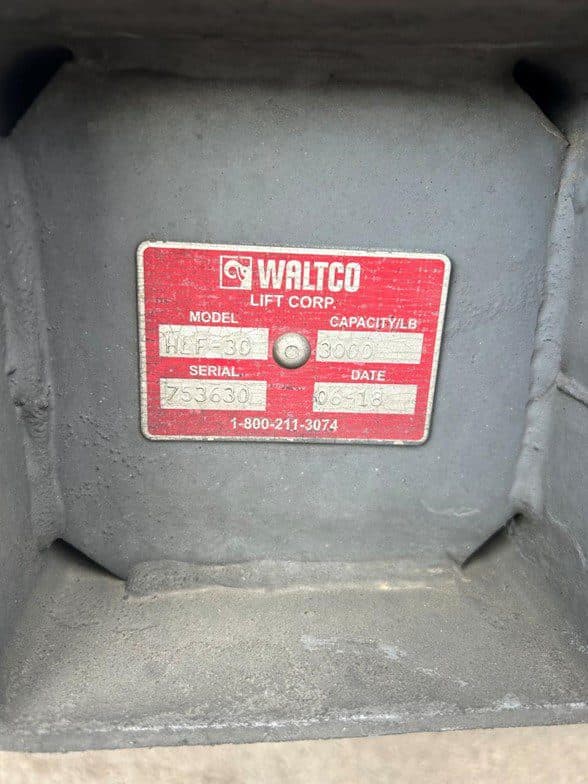 WALTCO
LIFT CORP.
MODEL CAPACITY/LB
HLF-30 3000
SERIAL DATE
753630 06-18
1-800-211-3074